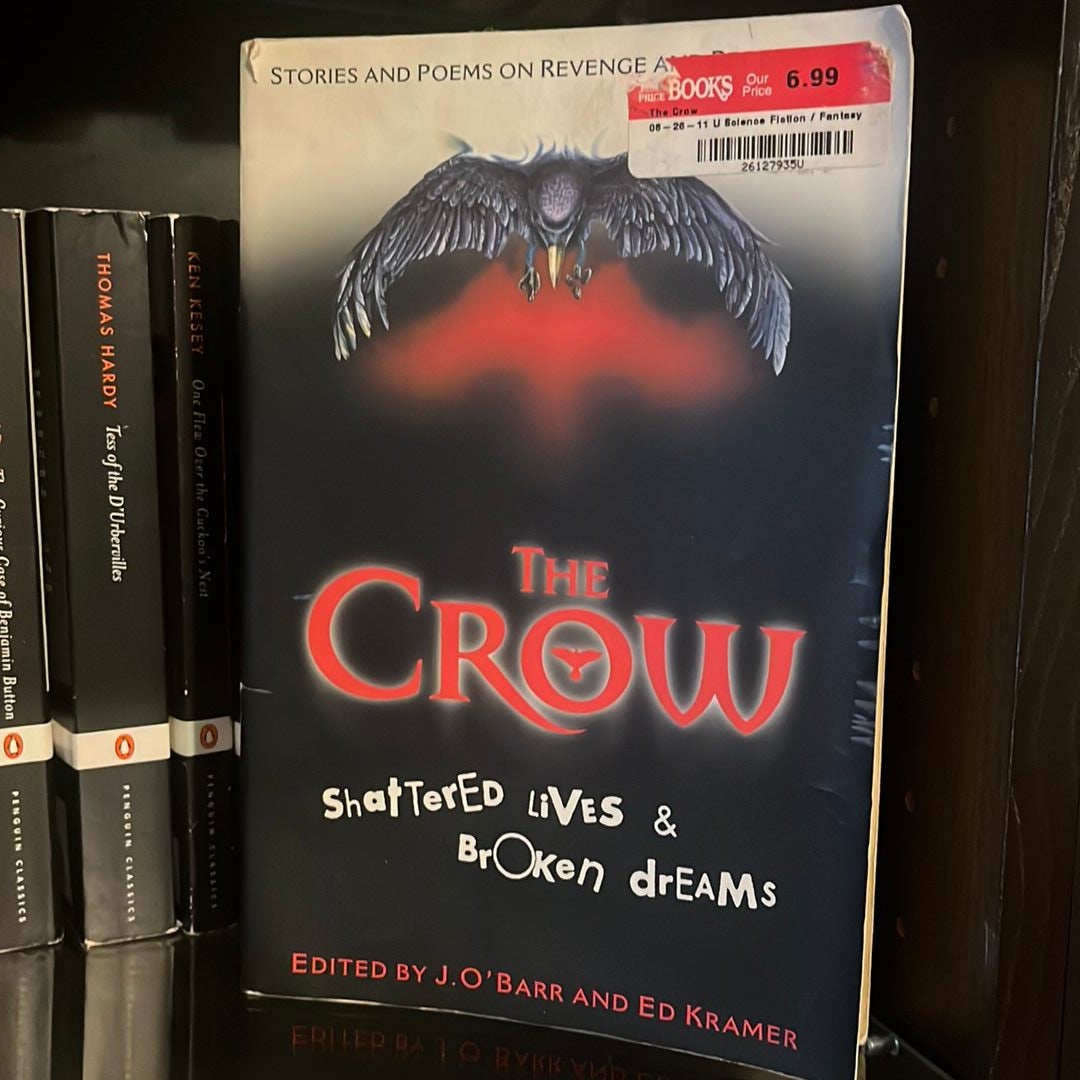 STORIES AND POEMS ON REVENGE A
PRICE BOOKS Our Price 6.99
The Crow
08-26-11 U Science Fiction / Fantasy
26127935U
THE
CROW
SHATTERED LIVES &
BROKEN DREAMS
EDITED BY J.O'BARR AND ED KRAMER
Curious Case of Benjamin Button
PENGUIN CLASSICS
THOMAS HARDY Tess of the D'Urbervilles
PENGUIN CLASSICS
KEN KESEY One Flew Over the Cuckoo's Nest
PENGUIN CLASSICS